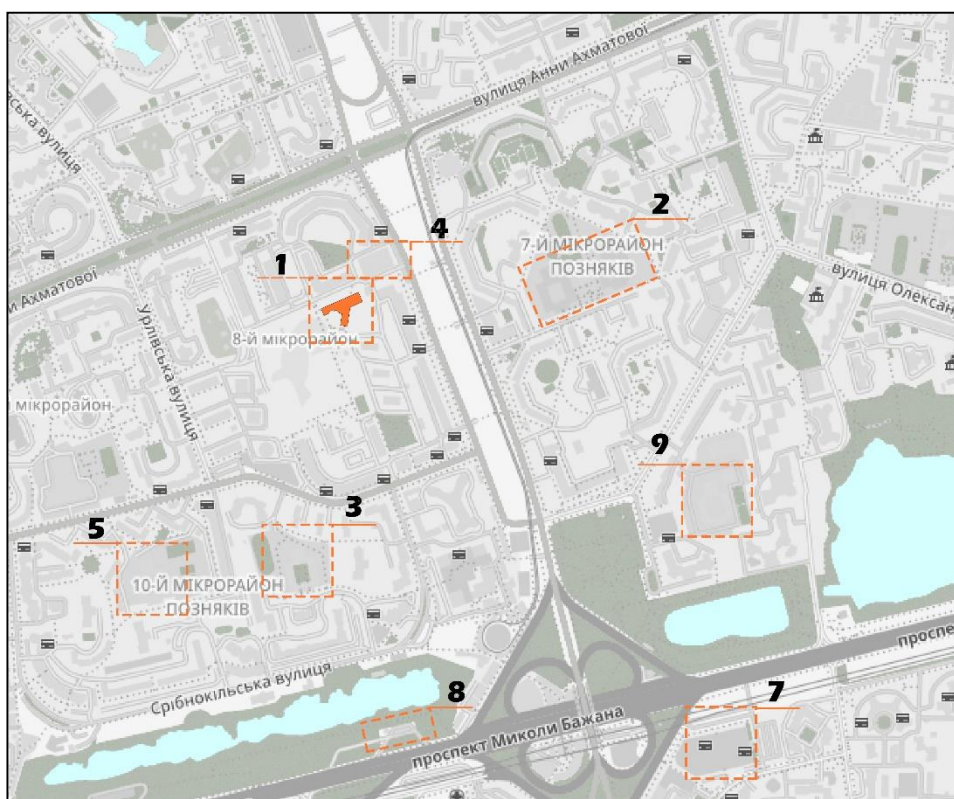 вулиця Анни Ахматової
івська вулиця
2
7-Й МІКРОРАЙОН
ПОЗНЯКІВ
4
1
и Ахматової
вулиця Олексан
8-й мікрорайон
Урлівська вулиця
мікрорайон
9
3
5
10-Й МІКРОРАЙОН
ПОЗНЯКІВ
Срібнокільська вулиця
проспе
8
7
проспект Миколи Бажана